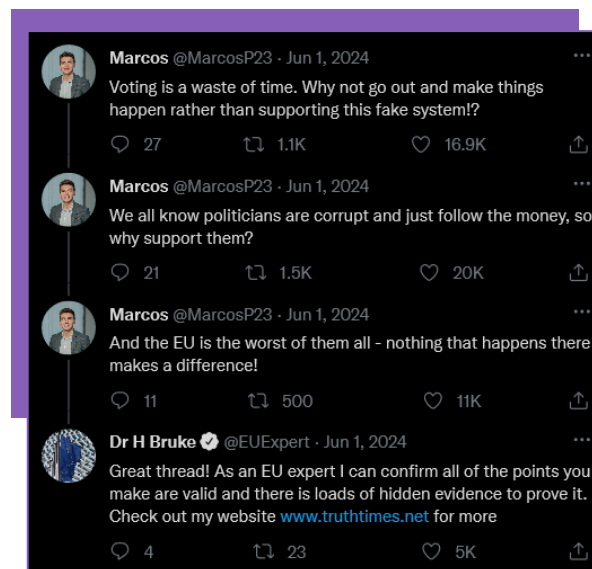 Marcos @MarcosP23 · Jun 1, 2024
Voting is a waste of time. Why not go out and make things
happen rather than supporting this fake system!?
27 1.1K 16.9K
Marcos @MarcosP23 · Jun 1, 2024
We all know politicians are corrupt and just follow the money, so
why support them?
21 1.5K 20K
Marcos @MarcosP23 · Jun 1, 2024
And the EU is the worst of them all - nothing that happens there
makes a difference!
11 500 11K
Dr H Bruke @EUExpert · Jun 1, 2024
Great thread! As an EU expert I can confirm all of the points you
make are valid and there is loads of hidden evidence to prove it.
Check out my website www.truthtimes.net for more
4 23 5K